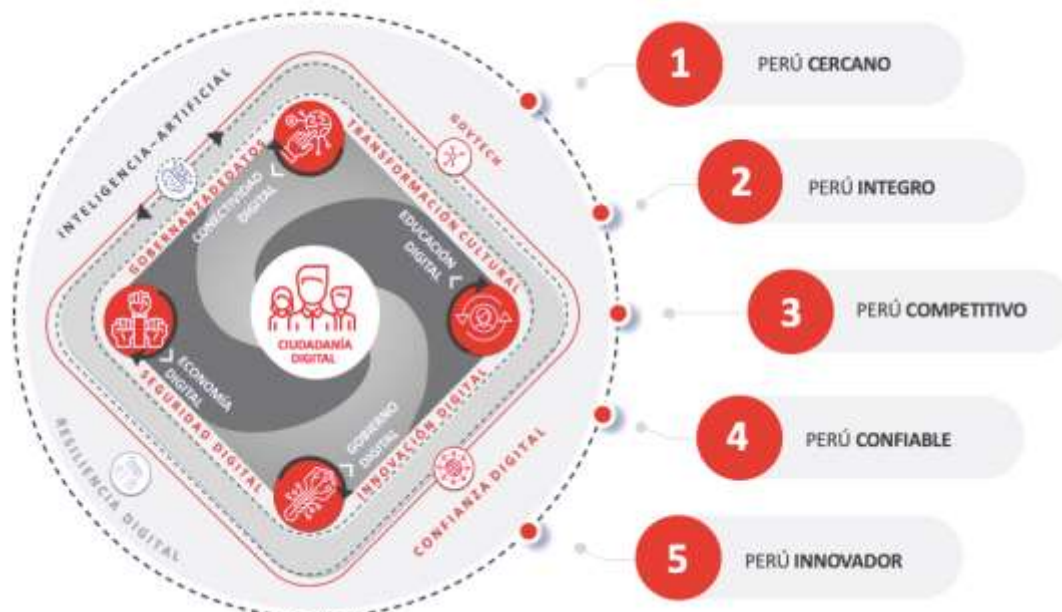 INTELIGENCIA-ARTIFICIAL
GOVTECH
GOBERNANZA DE DATOS
TRANSFORMACIÓN CULTURAL
CONECTIVIDAD
DIGITAL
EDUCACIÓN
DIGITAL
CIUDADANÍA
DIGITAL
ECONOMÍA
DIGITAL
GOBIERNO
DIGITAL
SEGURIDAD DIGITAL
INNOVACIÓN DIGITAL
RESILIENCIA DIGITAL
CONFIANZA DIGITAL
1 PERÚ CERCANO
2 PERÚ INTEGRO
3 PERÚ COMPETITIVO
4 PERÚ CONFIABLE
5 PERÚ INNOVADOR